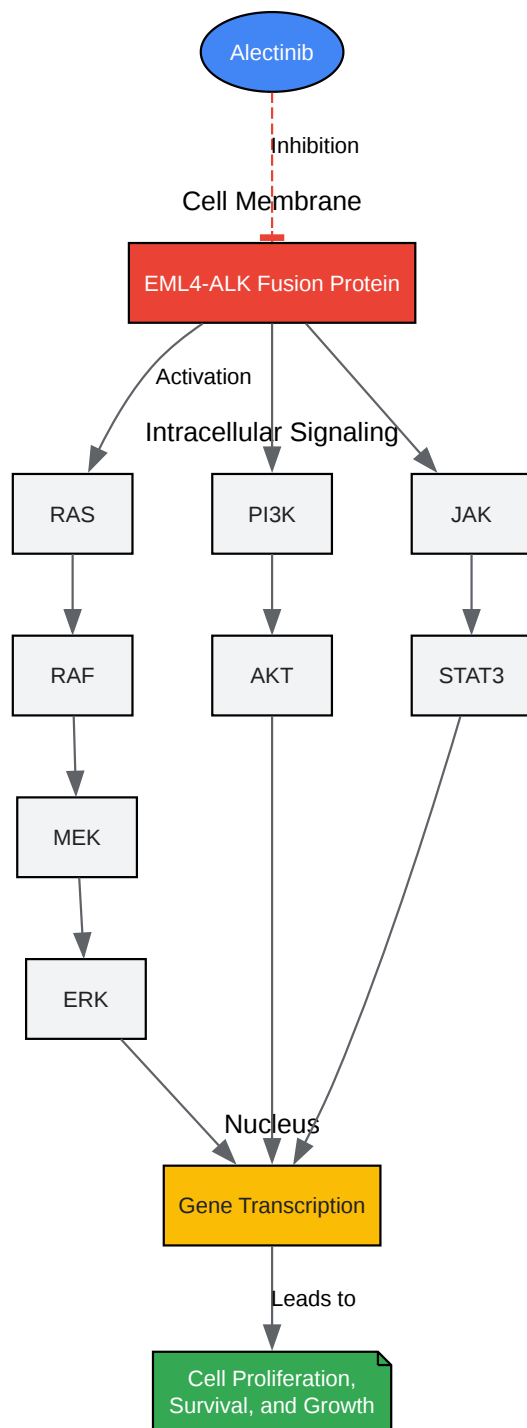 Alectinib
Inhibition
Cell Membrane
EML4-ALK Fusion Protein
Activation
Intracellular Signaling
RAS
PI3K
JAK
RAF
AKT
STAT3
MEK
ERK
Nucleus
Gene Transcription
Leads to
Cell Proliferation,
Survival, and Growth